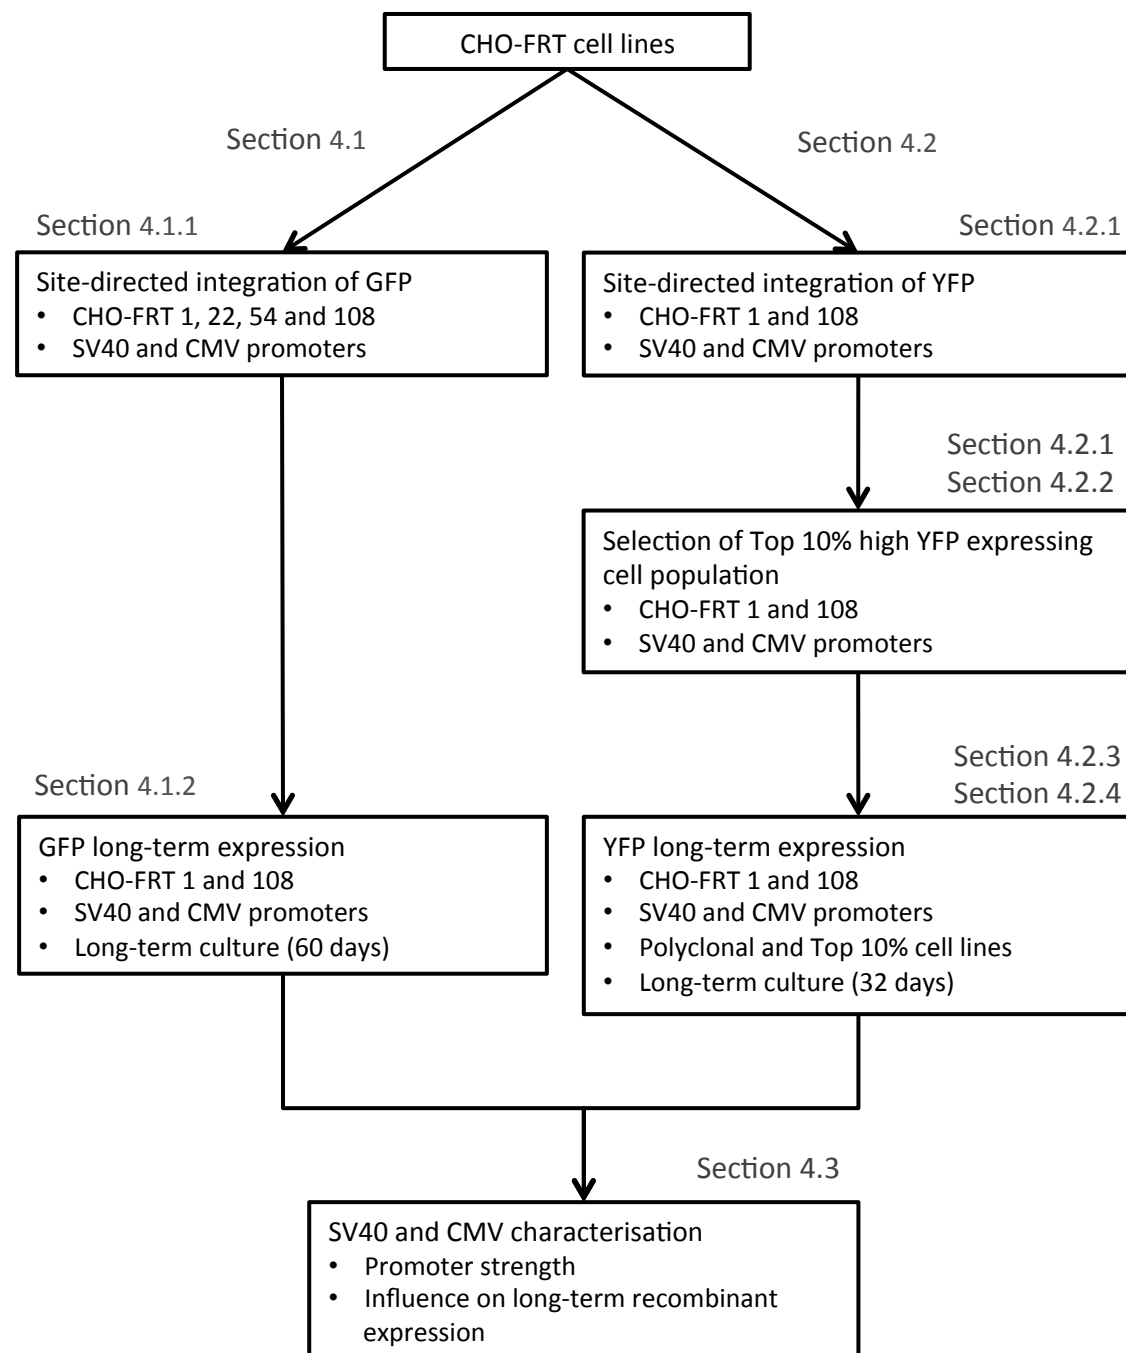 CHO-FRT cell lines
Section 4.1
Section 4.2
Section 4.1.1
Site-directed integration of GFP
• CHO-FRT 1, 22, 54 and 108
• SV40 and CMV promoters
Section 4.2.1
Site-directed integration of YFP
• CHO-FRT 1 and 108
• SV40 and CMV promoters
Section 4.2.1
Section 4.2.2
Selection of Top 10% high YFP expressing
cell population
• CHO-FRT 1 and 108
• SV40 and CMV promoters
Section 4.1.2
GFP long-term expression
• CHO-FRT 1 and 108
• SV40 and CMV promoters
• Long-term culture (60 days)
Section 4.2.3
Section 4.2.4
YFP long-term expression
• CHO-FRT 1 and 108
• SV40 and CMV promoters
• Polyclonal and Top 10% cell lines
• Long-term culture (32 days)
Section 4.3
SV40 and CMV characterisation
• Promoter strength
• Influence on long-term recombinant
expression